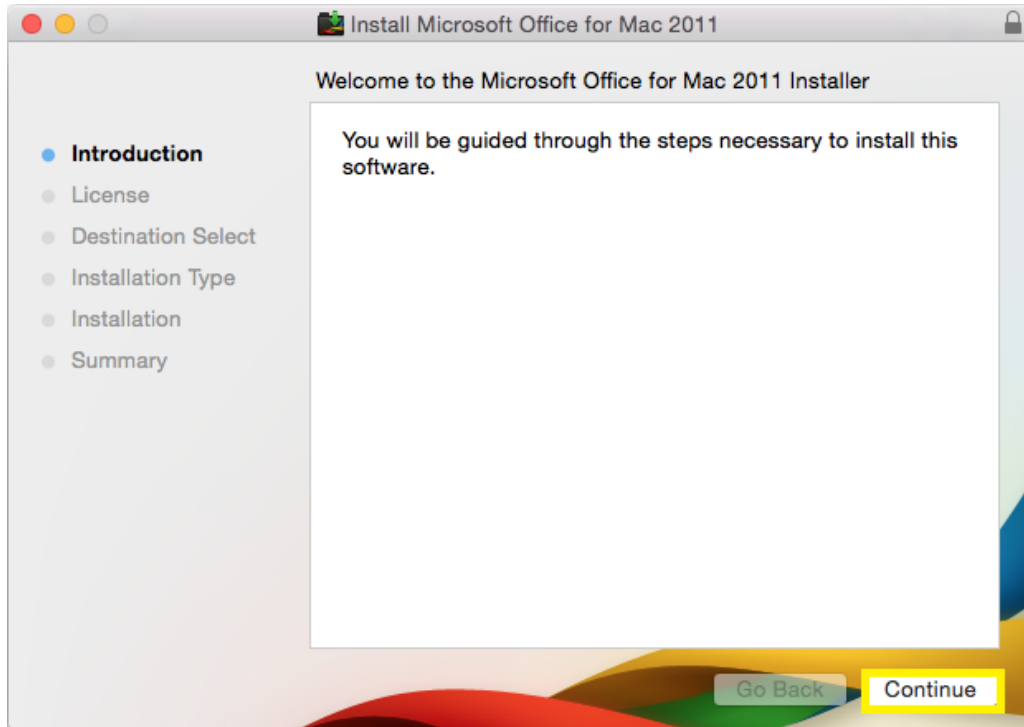 Install Microsoft Office for Mac 2011
Welcome to the Microsoft Office for Mac 2011 Installer
Introduction
License
Destination Select
Installation Type
Installation
Summary
You will be guided through the steps necessary to install this
software.
Go Back
Continue